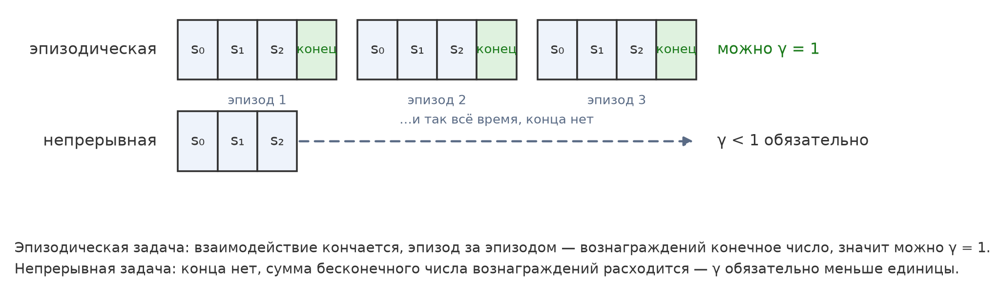 эпизодическая s₀ s₁ s₂ конец s₀ s₁ s₂ конец s₀ s₁ s₂ конец можно γ = 1
эпизод 1 эпизод 2 эпизод 3
…и так всё время, конца нет
непрерывная s₀ s₁ s₂ γ < 1 обязательно
Эпизодическая задача: взаимодействие кончается, эпизод за эпизодом — вознаграждений конечное число, значит можно γ = 1.
Непрерывная задача: конца нет, сумма бесконечного числа вознаграждений расходится — γ обязательно меньше единицы.